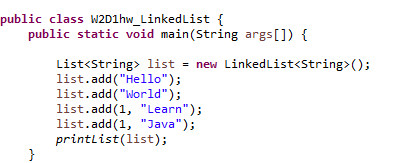 public class W2D1hw_LinkedList {
    public static void main(String args[]) {
        List<String> list = new LinkedList<String>();
        list.add("Hello");
        list.add("World");
        list.add(1, "Learn");
        list.add(1, "Java");
        printList(list);
    }